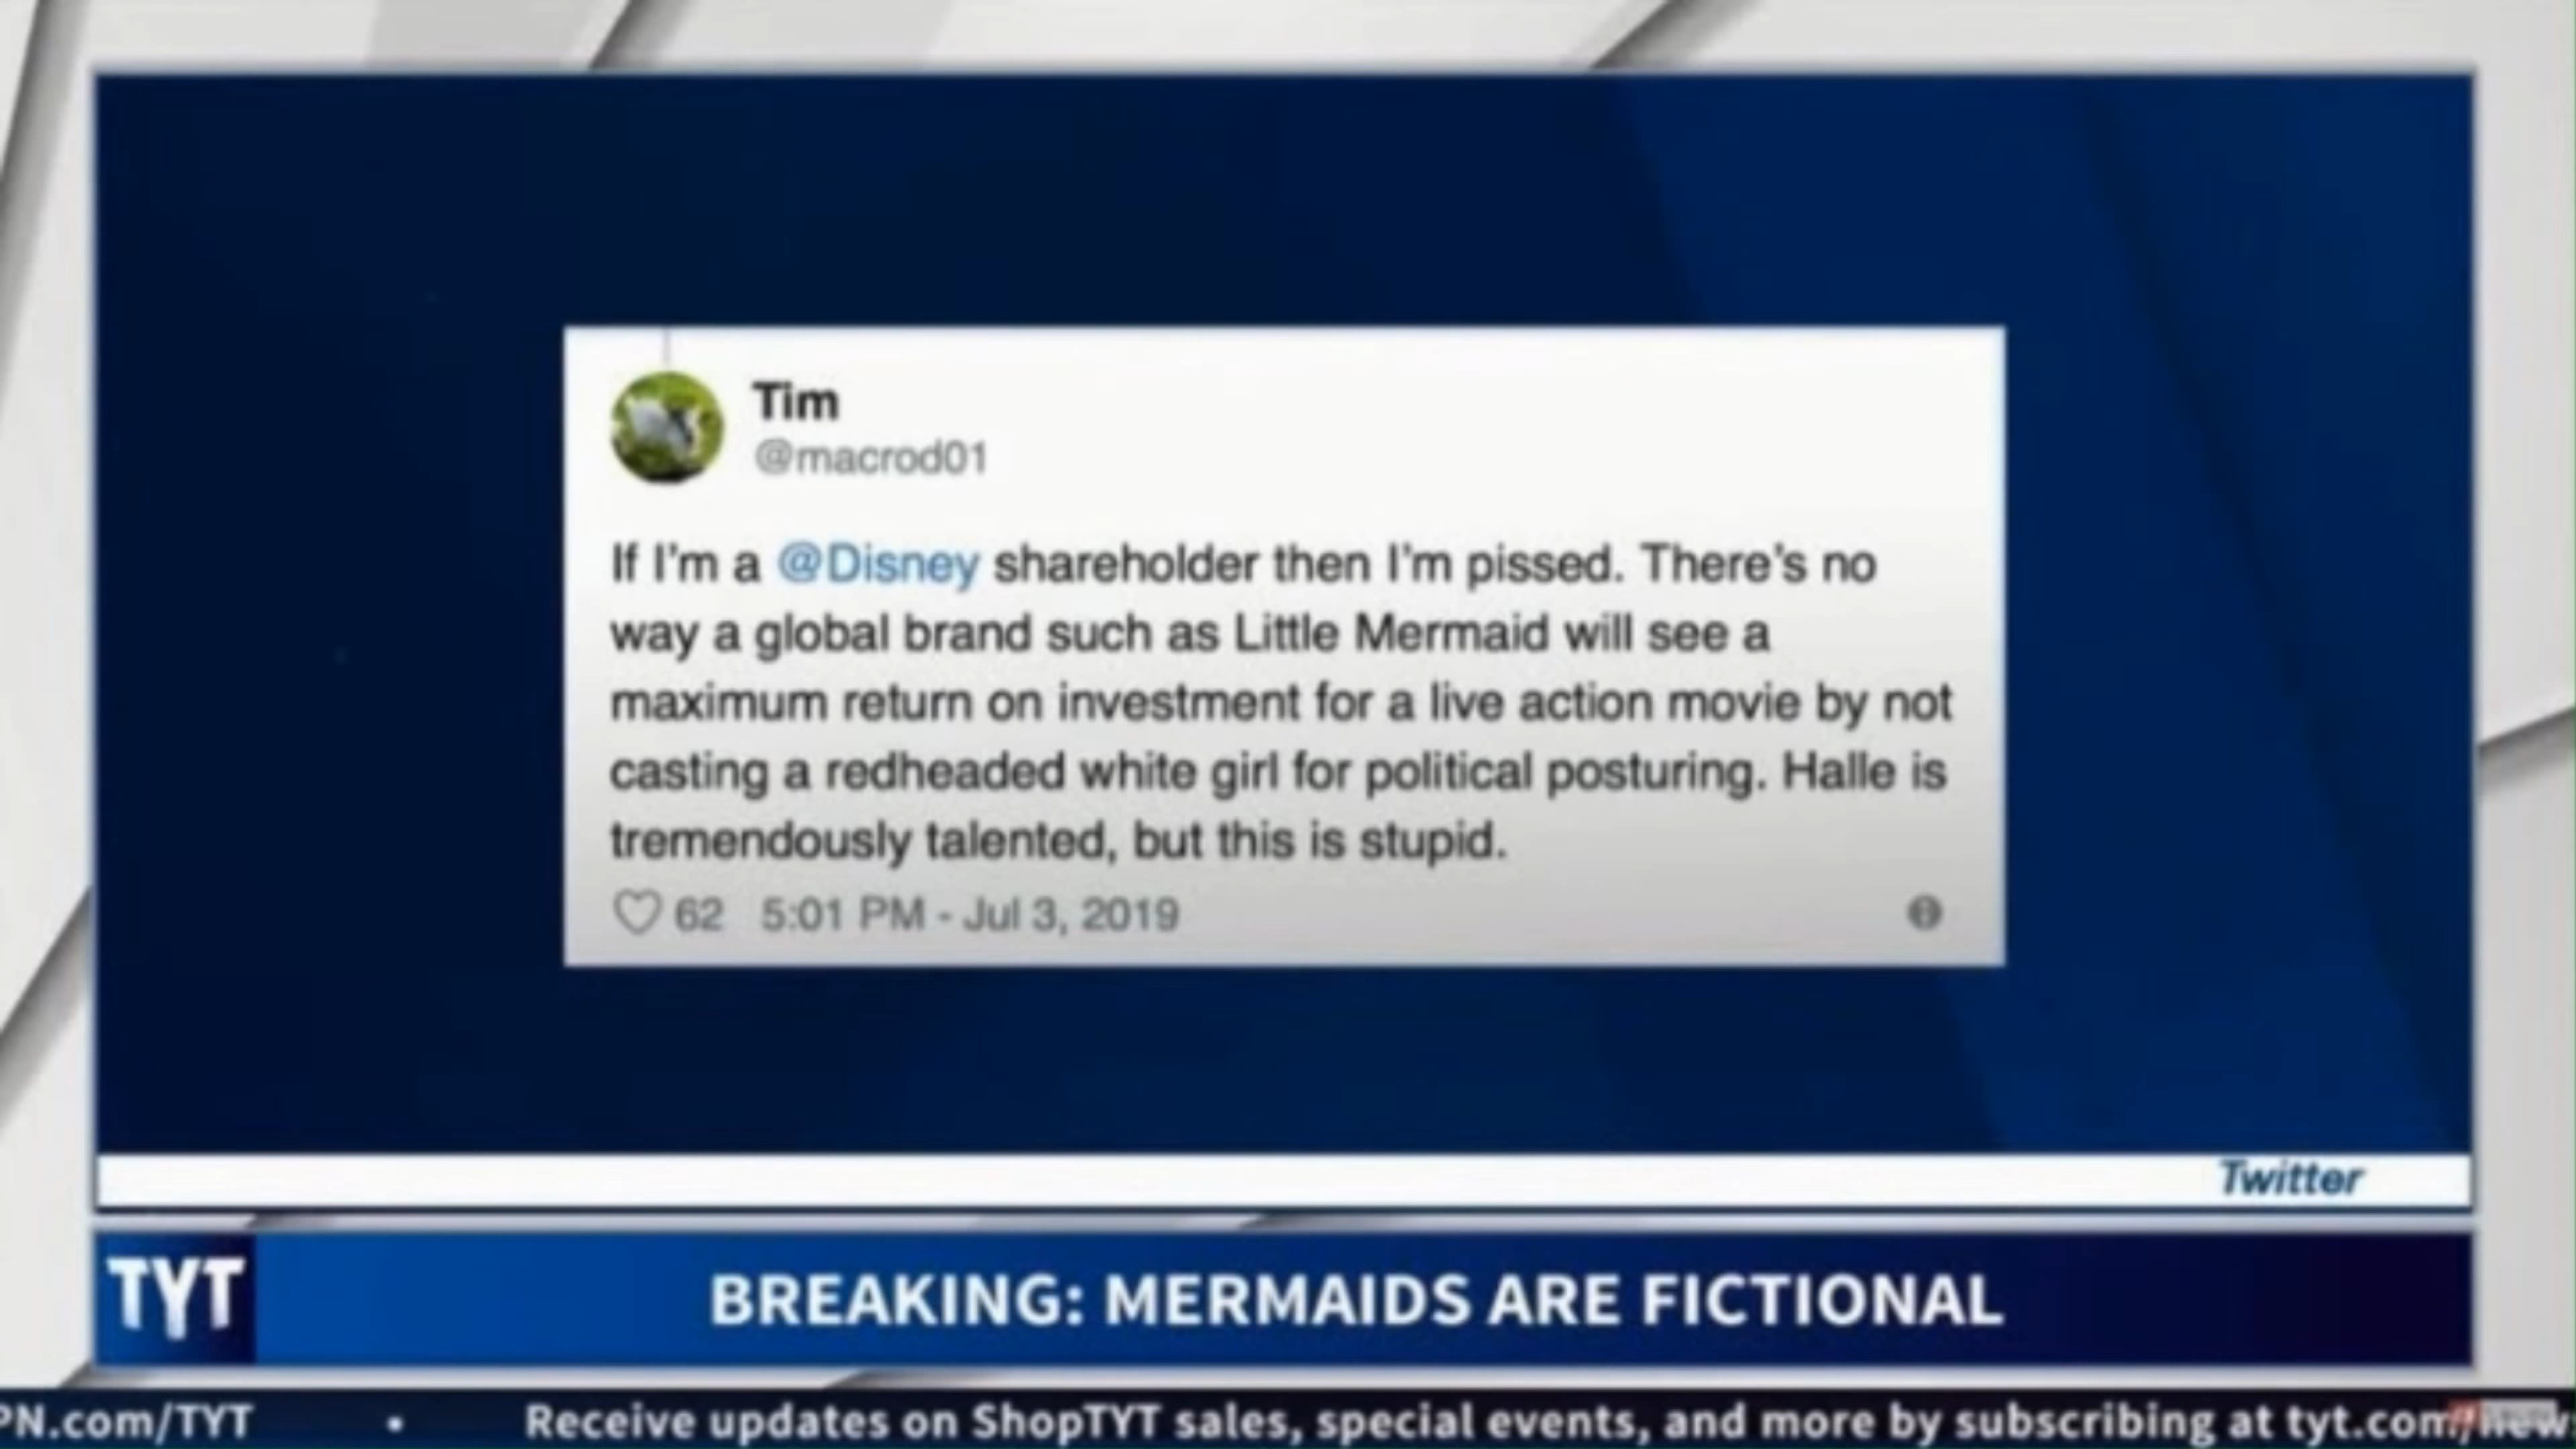 Tim
@macrod01
If I'm a @Disney shareholder then I'm pissed. There's no
way a global brand such as Little Mermaid will see a
maximum return on investment for a live action movie by not
casting a redheaded white girl for political posturing. Halle is
tremendously talented, but this is stupid.
62 5:01 PM - Jul 3, 2019
Twitter
TYT
BREAKING: MERMAIDS ARE FICTIONAL
PN.com/TYT • Receive updates on ShopTYT sales, special events, and more by subscribing at tyt.com/new